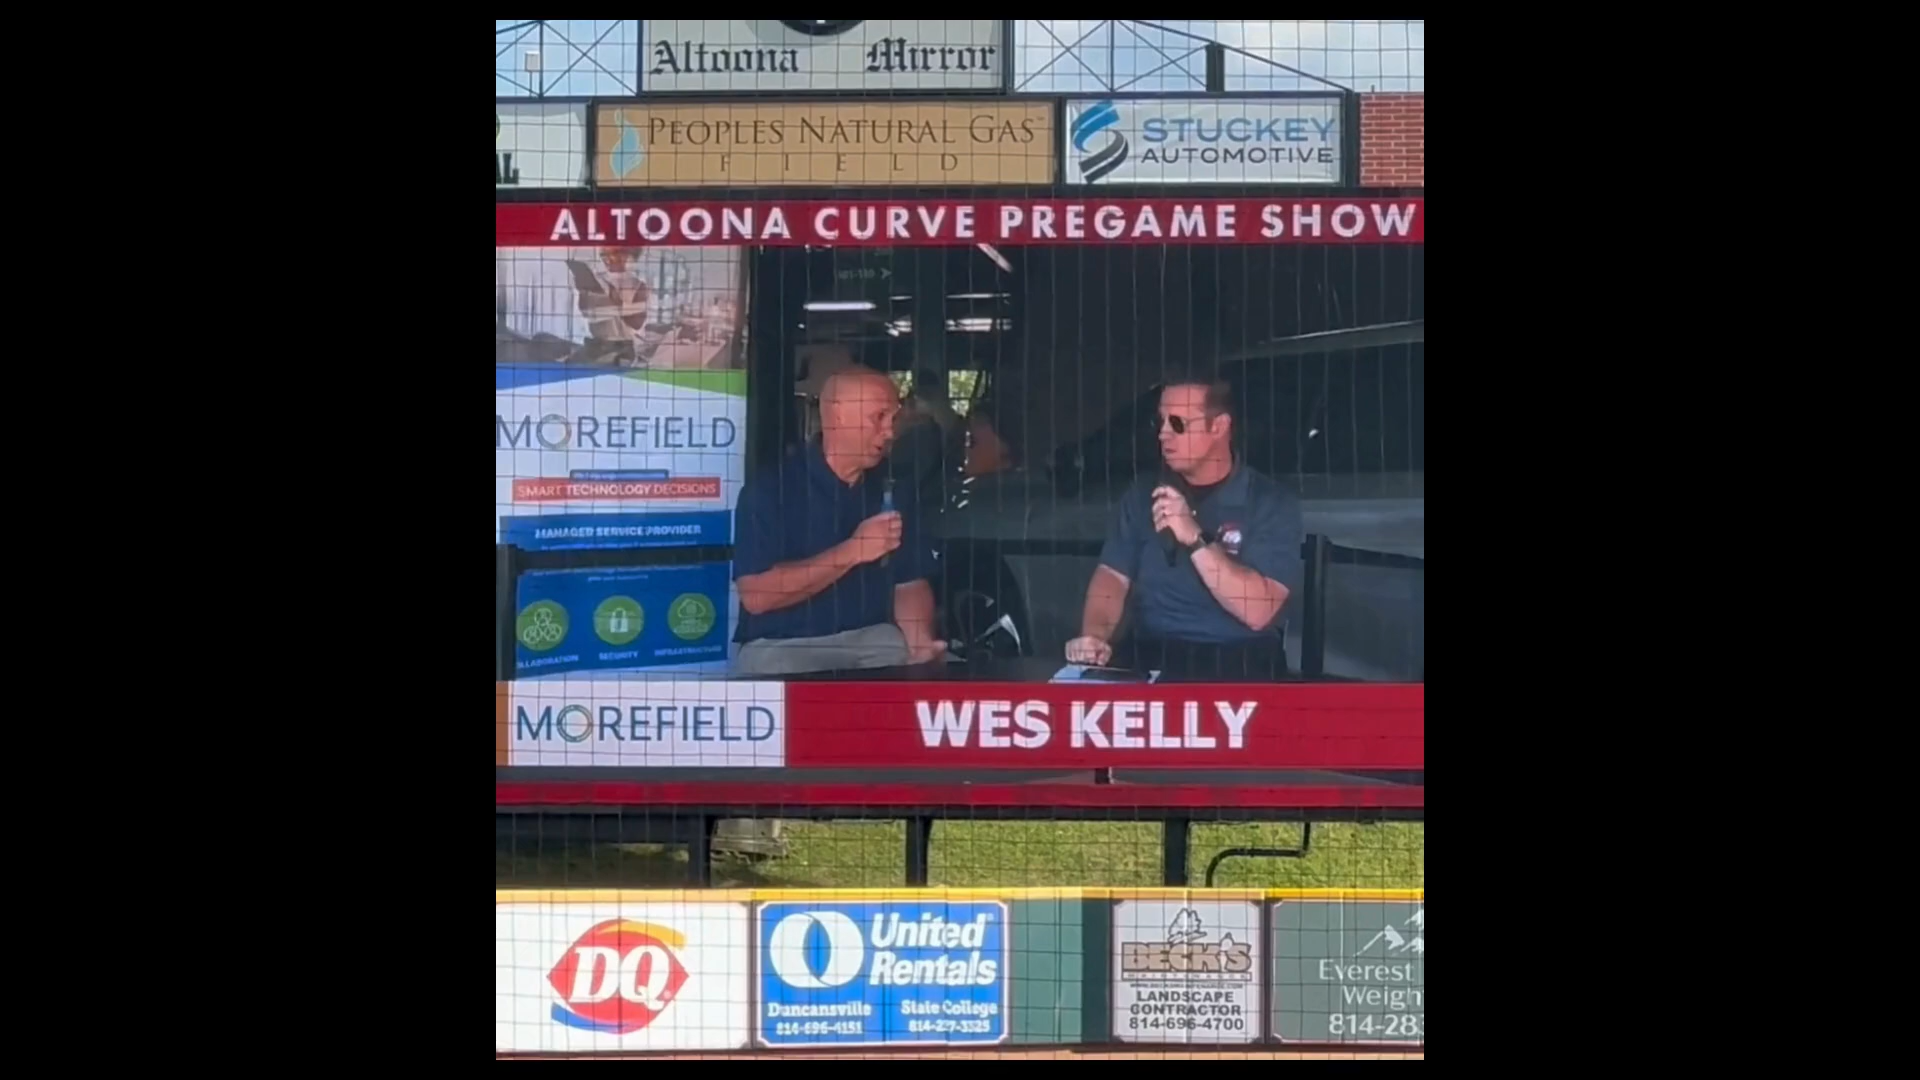 Altoona Mirror
PEOPLES NATURAL GAS
FIELD
STUCKEY
AUTOMOTIVE
ALTOONA CURVE PREGAME SHOW
MOREFIELD
SMART TECHNOLOGY DECISIONS
MANAGED SERVICE PROVIDER
SECURITY
INFRASTRUCTURE
MOREFIELD
WES KELLY
DQ
United
Rentals
Duncansville State College
814-696-4151
BECK'S
LANDSCAPE
CONTRACTOR
814-696-4700
Everest
Weigh
814-28